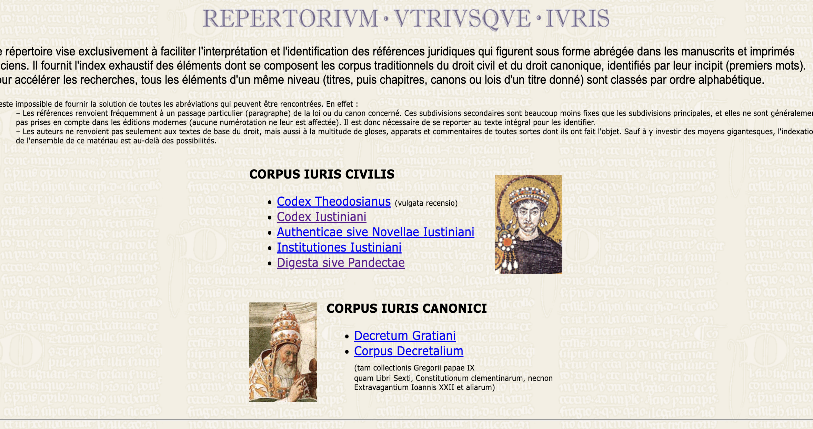 REPERTORIVM • VTRIVSQVE • IVRIS
répertoire vise exclusivement à faciliter l'interprétation et l'identification des références juridiques qui figurent sous forme abrégée dans les manuscrits et imprimés
ciens. Il fournit l'index exhaustif des éléments dont se composent les corpus traditionnels du droit civil et du droit canonique, identifiés par leur incipit (premiers mots).
ur accélérer les recherches, tous les éléments d'un même niveau (titres, puis chapitres, canons ou lois d'un titre donné) sont classés par ordre alphabétique.
este impossible de fournir la solution de toutes les abréviations qui peuvent être rencontrées. En effet :
– Les références renvoient fréquemment à un passage particulier (paragraphe) de la loi ou du canon concerné. Ces subdivisions secondaires sont beaucoup moins fixes que les subdivisions principales, et elles ne sont généraleme
pas prises en compte dans les éditions modernes (aucune numérotation ne leur est affectée). Il est donc nécessaire de se reporter au texte intégral pour les identifier.
– Les auteurs ne renvoient pas seulement aux textes de base du droit, mais aussi à la multitude de gloses, apparats et commentaires de toutes sortes dont ils ont fait l'objet. Sauf à y investir des moyens gigantesques, l'indexatio
de l'ensemble de ce matériau est au-delà des possibilités.
CORPUS IURIS CIVILIS
• Codex Theodosianus (vulgata recensio)
• Codex Iustiniani
• Authenticae sive Novellae Iustiniani
• Institutiones Iustiniani
• Digesta sive Pandectae
CORPUS IURIS CANONICI
• Decretum Gratiani
• Corpus Decretalium
(tam collectionis Gregorii papae IX
quam Libri Sexti, Constitutionum clementinarum, necnon
Extravagantium Ioannis XXII et aliarum)